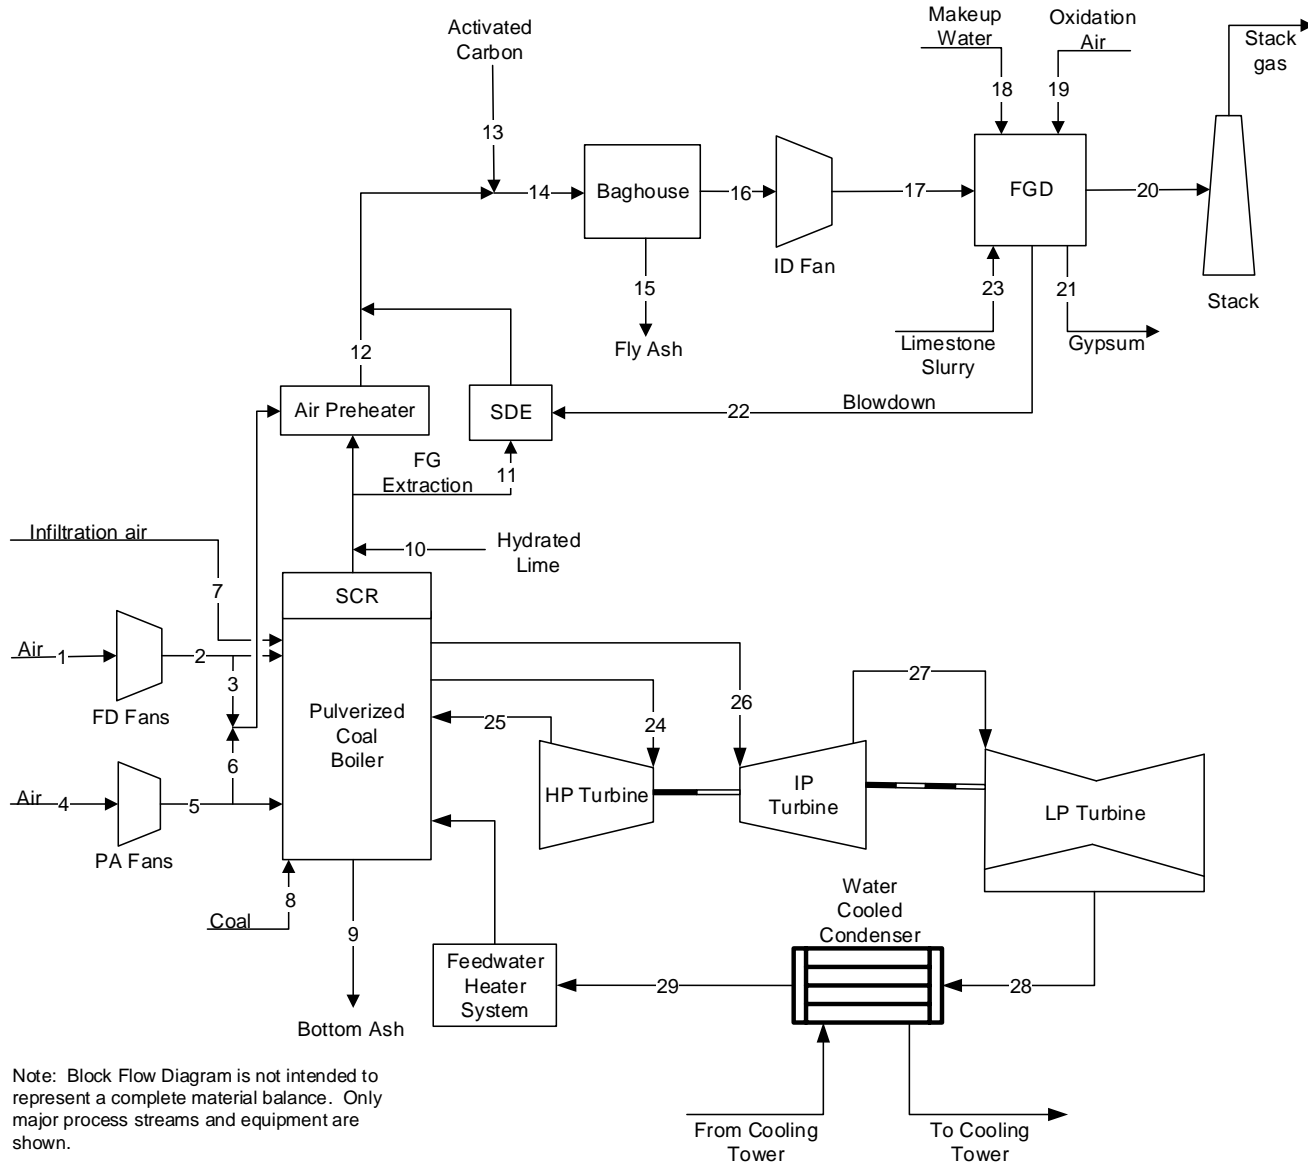 Activated
Carbon
Makeup
Water
Oxidation
Air
Stack
gas
13
18
19
14
Baghouse
16
17
FGD
20
ID Fan
15
23
21
Stack
Fly Ash
Limestone
Slurry
Gypsum
12
Air Preheater
SDE
22
Blowdown
FG
Extraction
11
Infiltration air
10
Hydrated
Lime
7
SCR
Air
1
2
3
FD Fans
Pulverized
Coal
Boiler
25
24
26
27
6
Air
4
5
PA Fans
HP Turbine
IP
Turbine
LP Turbine
Coal
8
9
Water
Cooled
Condenser
Feedwater
Heater
System
29
28
Bottom Ash
Note: Block Flow Diagram is not intended to
represent a complete material balance. Only
major process streams and equipment are
shown.
From Cooling
Tower
To Cooling
Tower